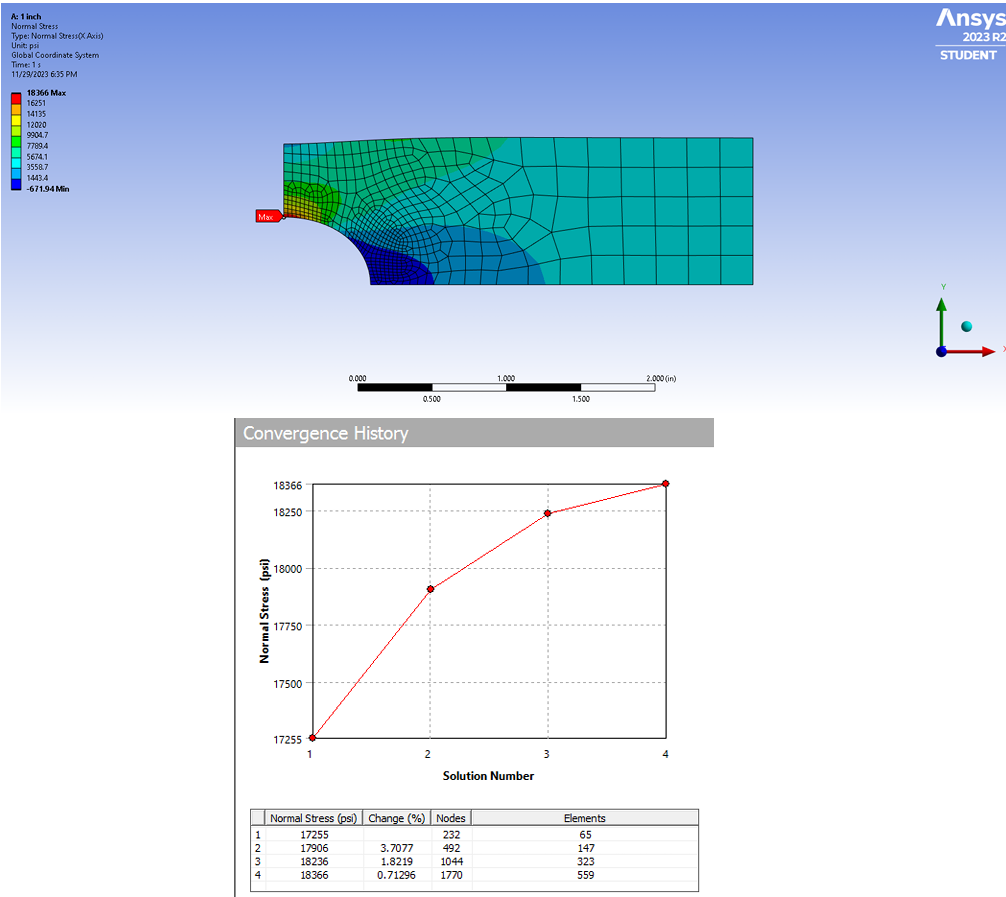 A: 1 inch
Normal Stress
Type: Normal Stress(X Axis)
Unit: psi
Global Coordinate System
Time: 1 s
11/29/2023 6:35 PM
18366 Max
16251
14135
12020
9904.7
7789.4
5674.1
3558.7
1443.4
-671.94 Min
Ansys
2023 R2
STUDENT
Max
Y
X
0.000 1.000 2.000 (in)
0.500 1.500
Convergence History
18366
18250
18000
17750
17500
17255
Normal Stress (psi)
1 2 3 4
Solution Number
Normal Stress (psi) Change (%) Nodes Elements
1 17255 232 65
2 17906 3.7077 492 147
3 18236 1.8219 1044 323
4 18366 0.71296 1770 559